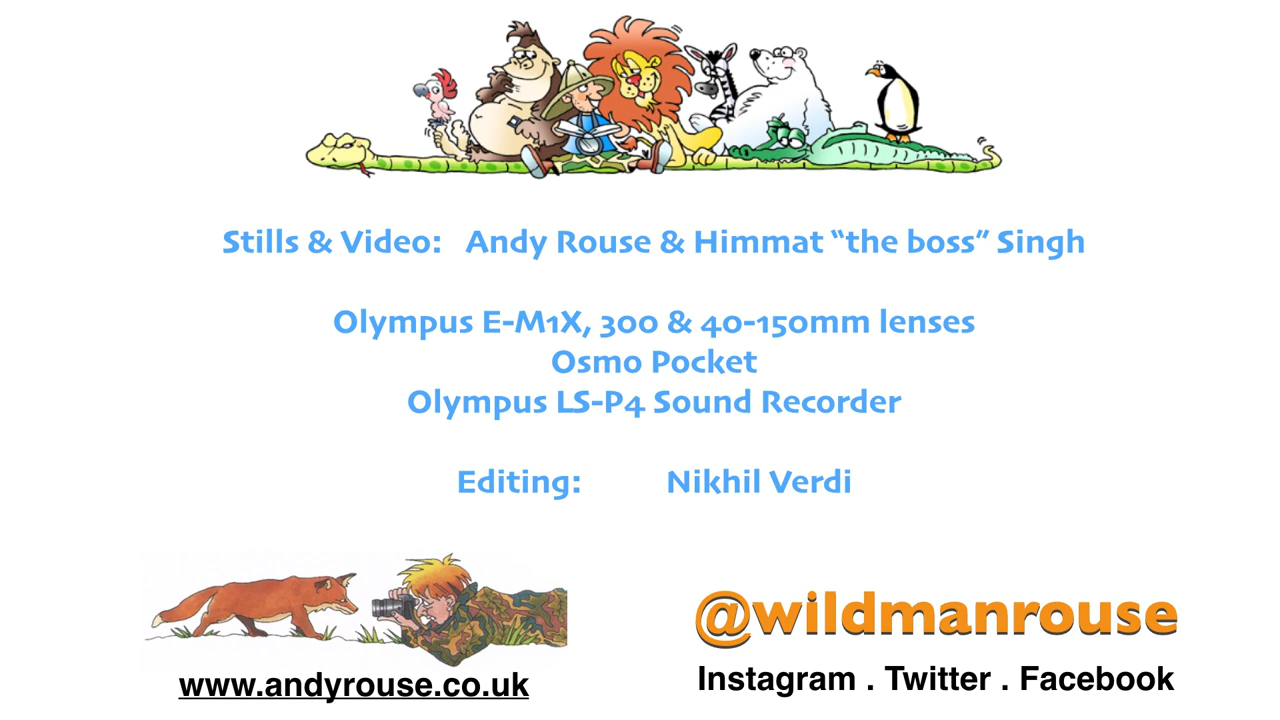 Stills & Video: Andy Rouse & Himmat “the boss” Singh
Olympus E-M1X, 300 & 40-150mm lenses
Osmo Pocket
Olympus LS-P4 Sound Recorder
Editing: Nikhil Verdi
@wildmanrouse
www.andyrouse.co.uk
Instagram . Twitter . Facebook